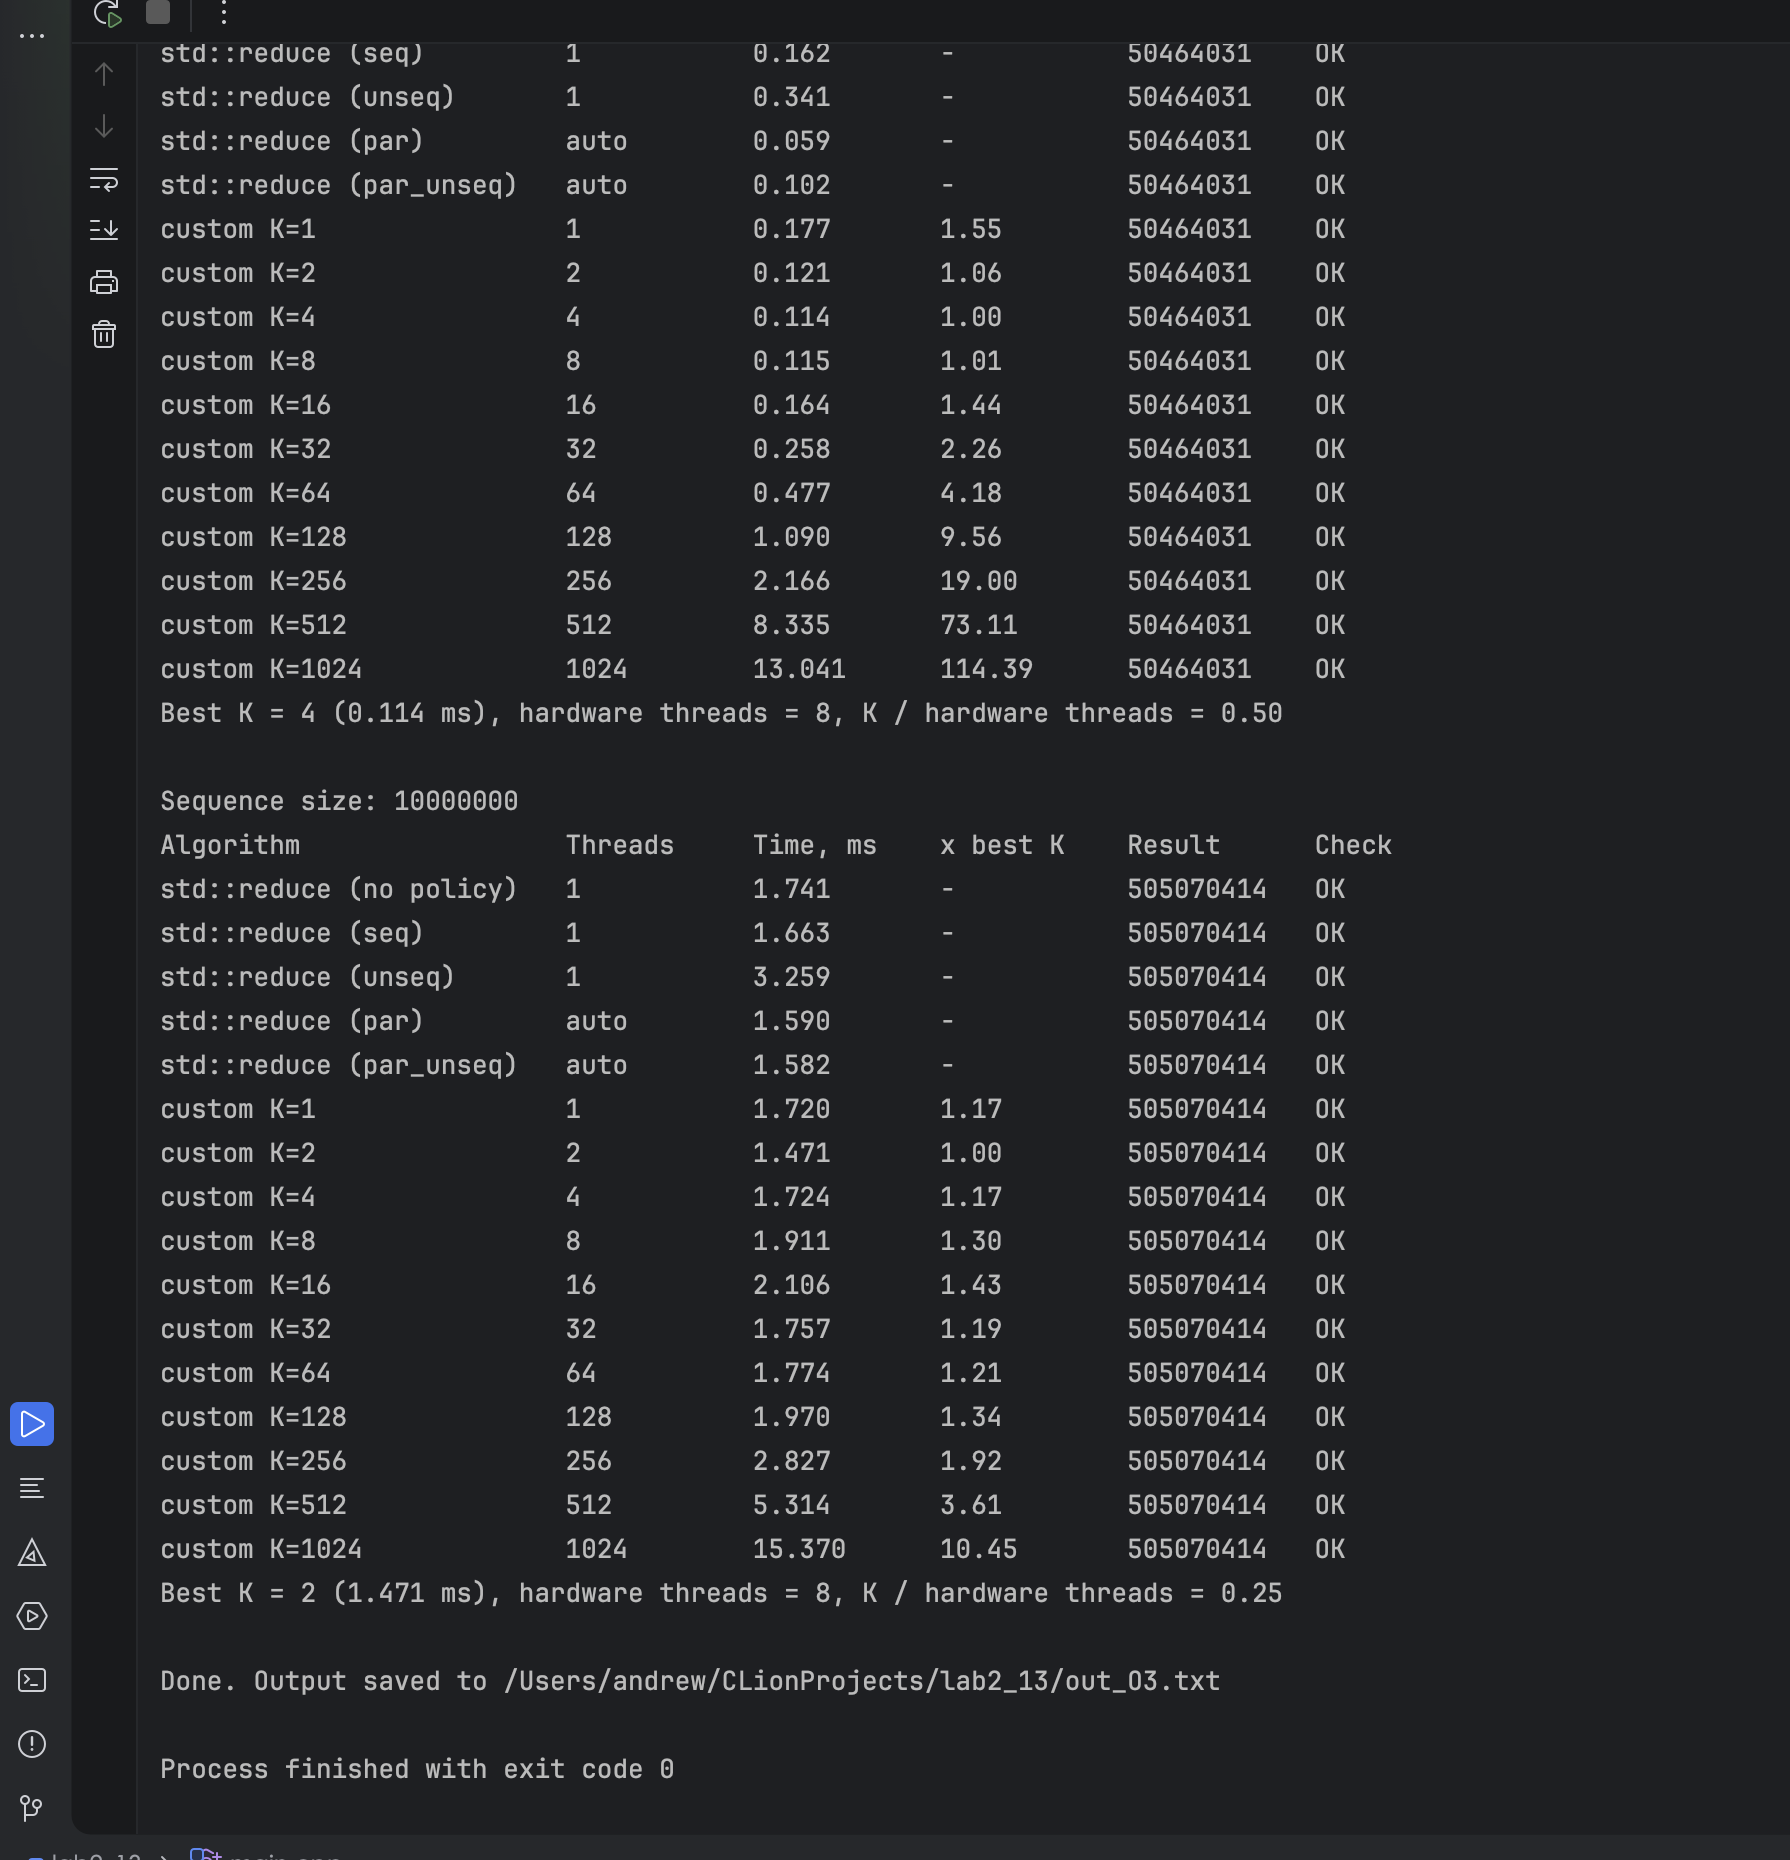 std::reduce (seq) 1 0.162 - 50464031 OK
std::reduce (unseq) 1 0.341 - 50464031 OK
std::reduce (par) auto 0.059 - 50464031 OK
std::reduce (par_unseq) auto 0.102 - 50464031 OK
custom K=1 1 0.177 1.55 50464031 OK
custom K=2 2 0.121 1.06 50464031 OK
custom K=4 4 0.114 1.00 50464031 OK
custom K=8 8 0.115 1.01 50464031 OK
custom K=16 16 0.164 1.44 50464031 OK
custom K=32 32 0.258 2.26 50464031 OK
custom K=64 64 0.477 4.18 50464031 OK
custom K=128 128 1.090 9.56 50464031 OK
custom K=256 256 2.166 19.00 50464031 OK
custom K=512 512 8.335 73.11 50464031 OK
custom K=1024 1024 13.041 114.39 50464031 OK
Best K = 4 (0.114 ms), hardware threads = 8, K / hardware threads = 0.50
Sequence size: 10000000
Algorithm Threads Time, ms x best K Result Check
std::reduce (no policy) 1 1.741 - 505070414 OK
std::reduce (seq) 1 1.663 - 505070414 OK
std::reduce (unseq) 1 3.259 - 505070414 OK
std::reduce (par) auto 1.590 - 505070414 OK
std::reduce (par_unseq) auto 1.582 - 505070414 OK
custom K=1 1 1.720 1.17 505070414 OK
custom K=2 2 1.471 1.00 505070414 OK
custom K=4 4 1.724 1.17 505070414 OK
custom K=8 8 1.911 1.30 505070414 OK
custom K=16 16 2.106 1.43 505070414 OK
custom K=32 32 1.757 1.19 505070414 OK
custom K=64 64 1.774 1.21 505070414 OK
custom K=128 128 1.970 1.34 505070414 OK
custom K=256 256 2.827 1.92 505070414 OK
custom K=512 512 5.314 3.61 505070414 OK
custom K=1024 1024 15.370 10.45 505070414 OK
Best K = 2 (1.471 ms), hardware threads = 8, K / hardware threads = 0.25
Done. Output saved to /Users/andrew/CLionProjects/lab2_13/out_O3.txt
Process finished with exit code 0